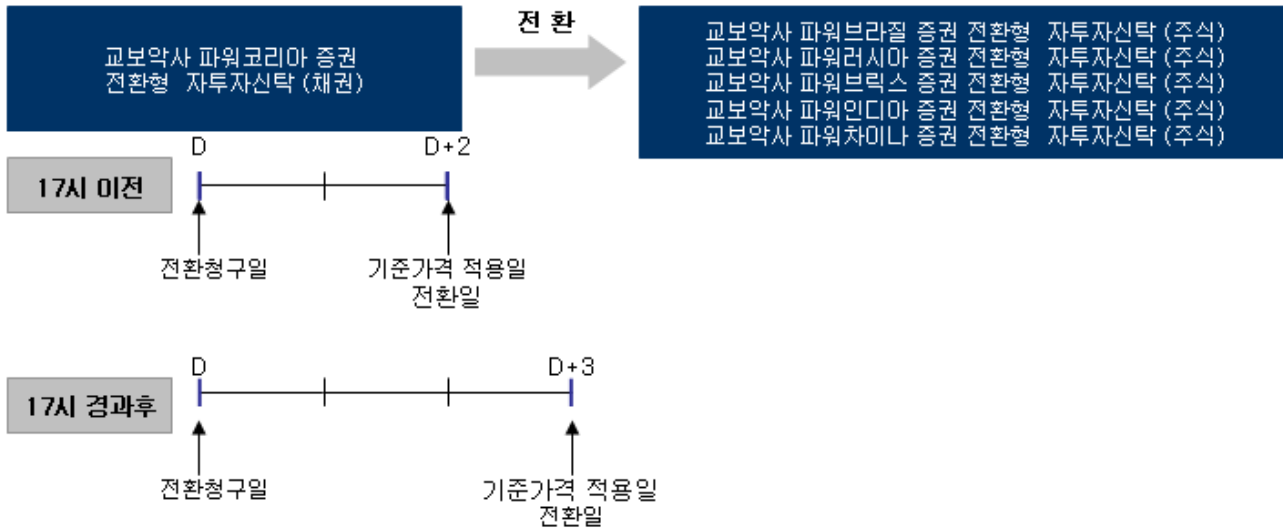 교보악사 파워코리아 증권
전환형 자투자신탁 (채권)
전 환
교보악사 파워브라질 증권 전환형 자투자신탁 (주식)
교보악사 파워러시아 증권 전환형 자투자신탁 (주식)
교보악사 파워브릭스 증권 전환형 자투자신탁 (주식)
교보악사 파워인디아 증권 전환형 자투자신탁 (주식)
교보악사 파워차이나 증권 전환형 자투자신탁 (주식)
17시 이전
D
D+2
전환청구일
기준가격 적용일
전환일
17시 경과후
D
D+3
전환청구일
기준가격 적용일
전환일